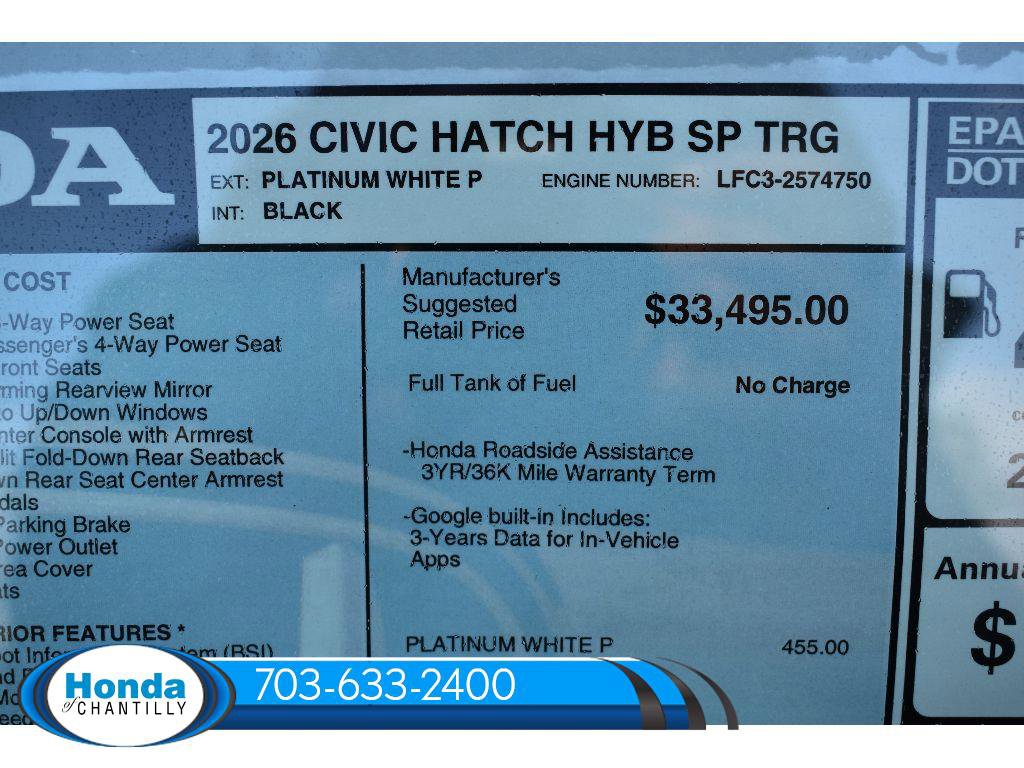 DA
2026 CIVIC HATCH HYB SP TRG
EXT: PLATINUM WHITE P ENGINE NUMBER: LFC3-2574750
INT: BLACK
EPA
DOT
COST
-Way Power Seat
ssenger's 4-Way Power Seat
ront Seats
ming Rearview Mirror
o Up/Down Windows
nter Console with Armrest
lit Fold-Down Rear Seatback
wn Rear Seat Center Armrest
dals
Parking Brake
Power Outlet
rea Cover
ats
RIOR FEATURES *
Manufacturer's
Suggested
Retail Price
$33,495.00
Full Tank of Fuel No Charge
-Honda Roadside Assistance
3YR/36K Mile Warranty Term
-Google built-in Includes:
3-Years Data for In-Vehicle
Apps
PLATINUM WHITE P 455.00
Annua
$
Honda
of CHANTILLY
703-633-2400